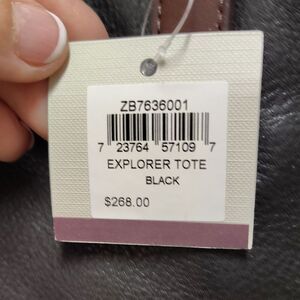 ZB7636001
7 23764 57109 7
EXPLORER TOTE
BLACK
$268.00